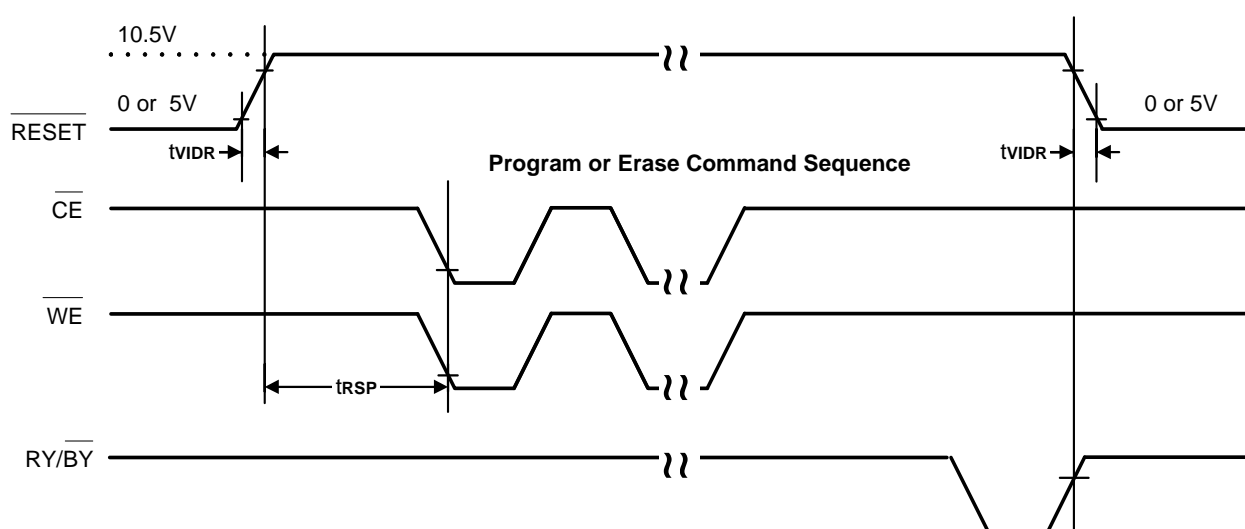 10.5V
0 or 5V
0 or 5V
RESET
tVIDR
tVIDR
Program or Erase Command Sequence
CE
WE
tRSP
RY/BY